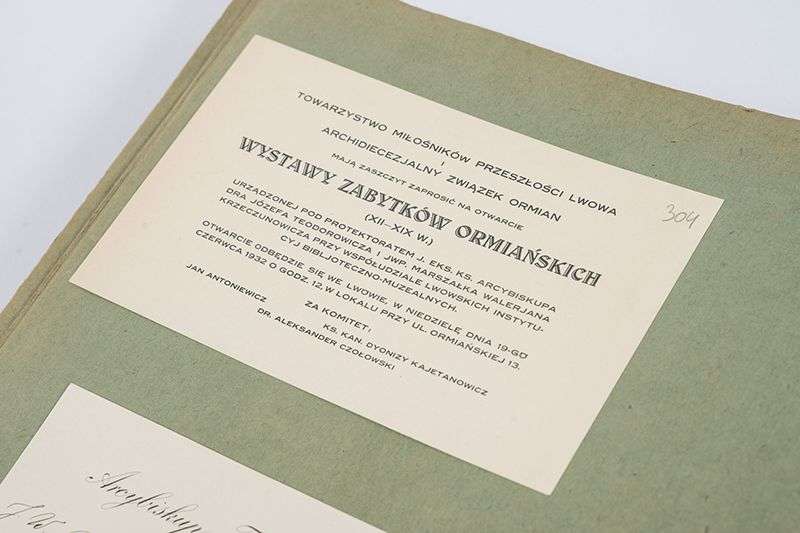 304
TOWARZYSTWO MIŁOŚNIKÓW PRZESZŁOŚCI LWOWA
I
ARCHIDIECEZJALNY ZWIĄZEK ORMIAN
MAJĄ ZASZCZYT ZAPROSIĆ NA OTWARCIE
WYSTAWY ZABYTKÓW ORMIAŃSKICH
(XII–XIX W.)
URZĄDZONEJ POD PROTEKTORATEM J. EKS. KS. ARCYBISKUPA
DRA JÓZEFA TEODOROWICZA I JWP. MARSZAŁKA WALERJANA
KRZECZUNOWICZA PRZY WSPÓŁUDZIALE LWOWSKICH INSTYTU-
CYJ BIBLJOTECZNO-MUZEALNYCH.
OTWARCIE ODBĘDZIE SIĘ WE LWOWIE, W NIEDZIELĘ DNIA 19-GO
CZERWCA 1932 O GODZ. 12, W LOKALU PRZY UL. ORMIAŃSKIEJ 13.
ZA KOMITET:
JAN ANTONIEWICZ
KS. KAN. DYONIZY KAJETANOWICZ
DR. ALEKSANDER CZOŁOWSKI
Arcybiskup
J. W.